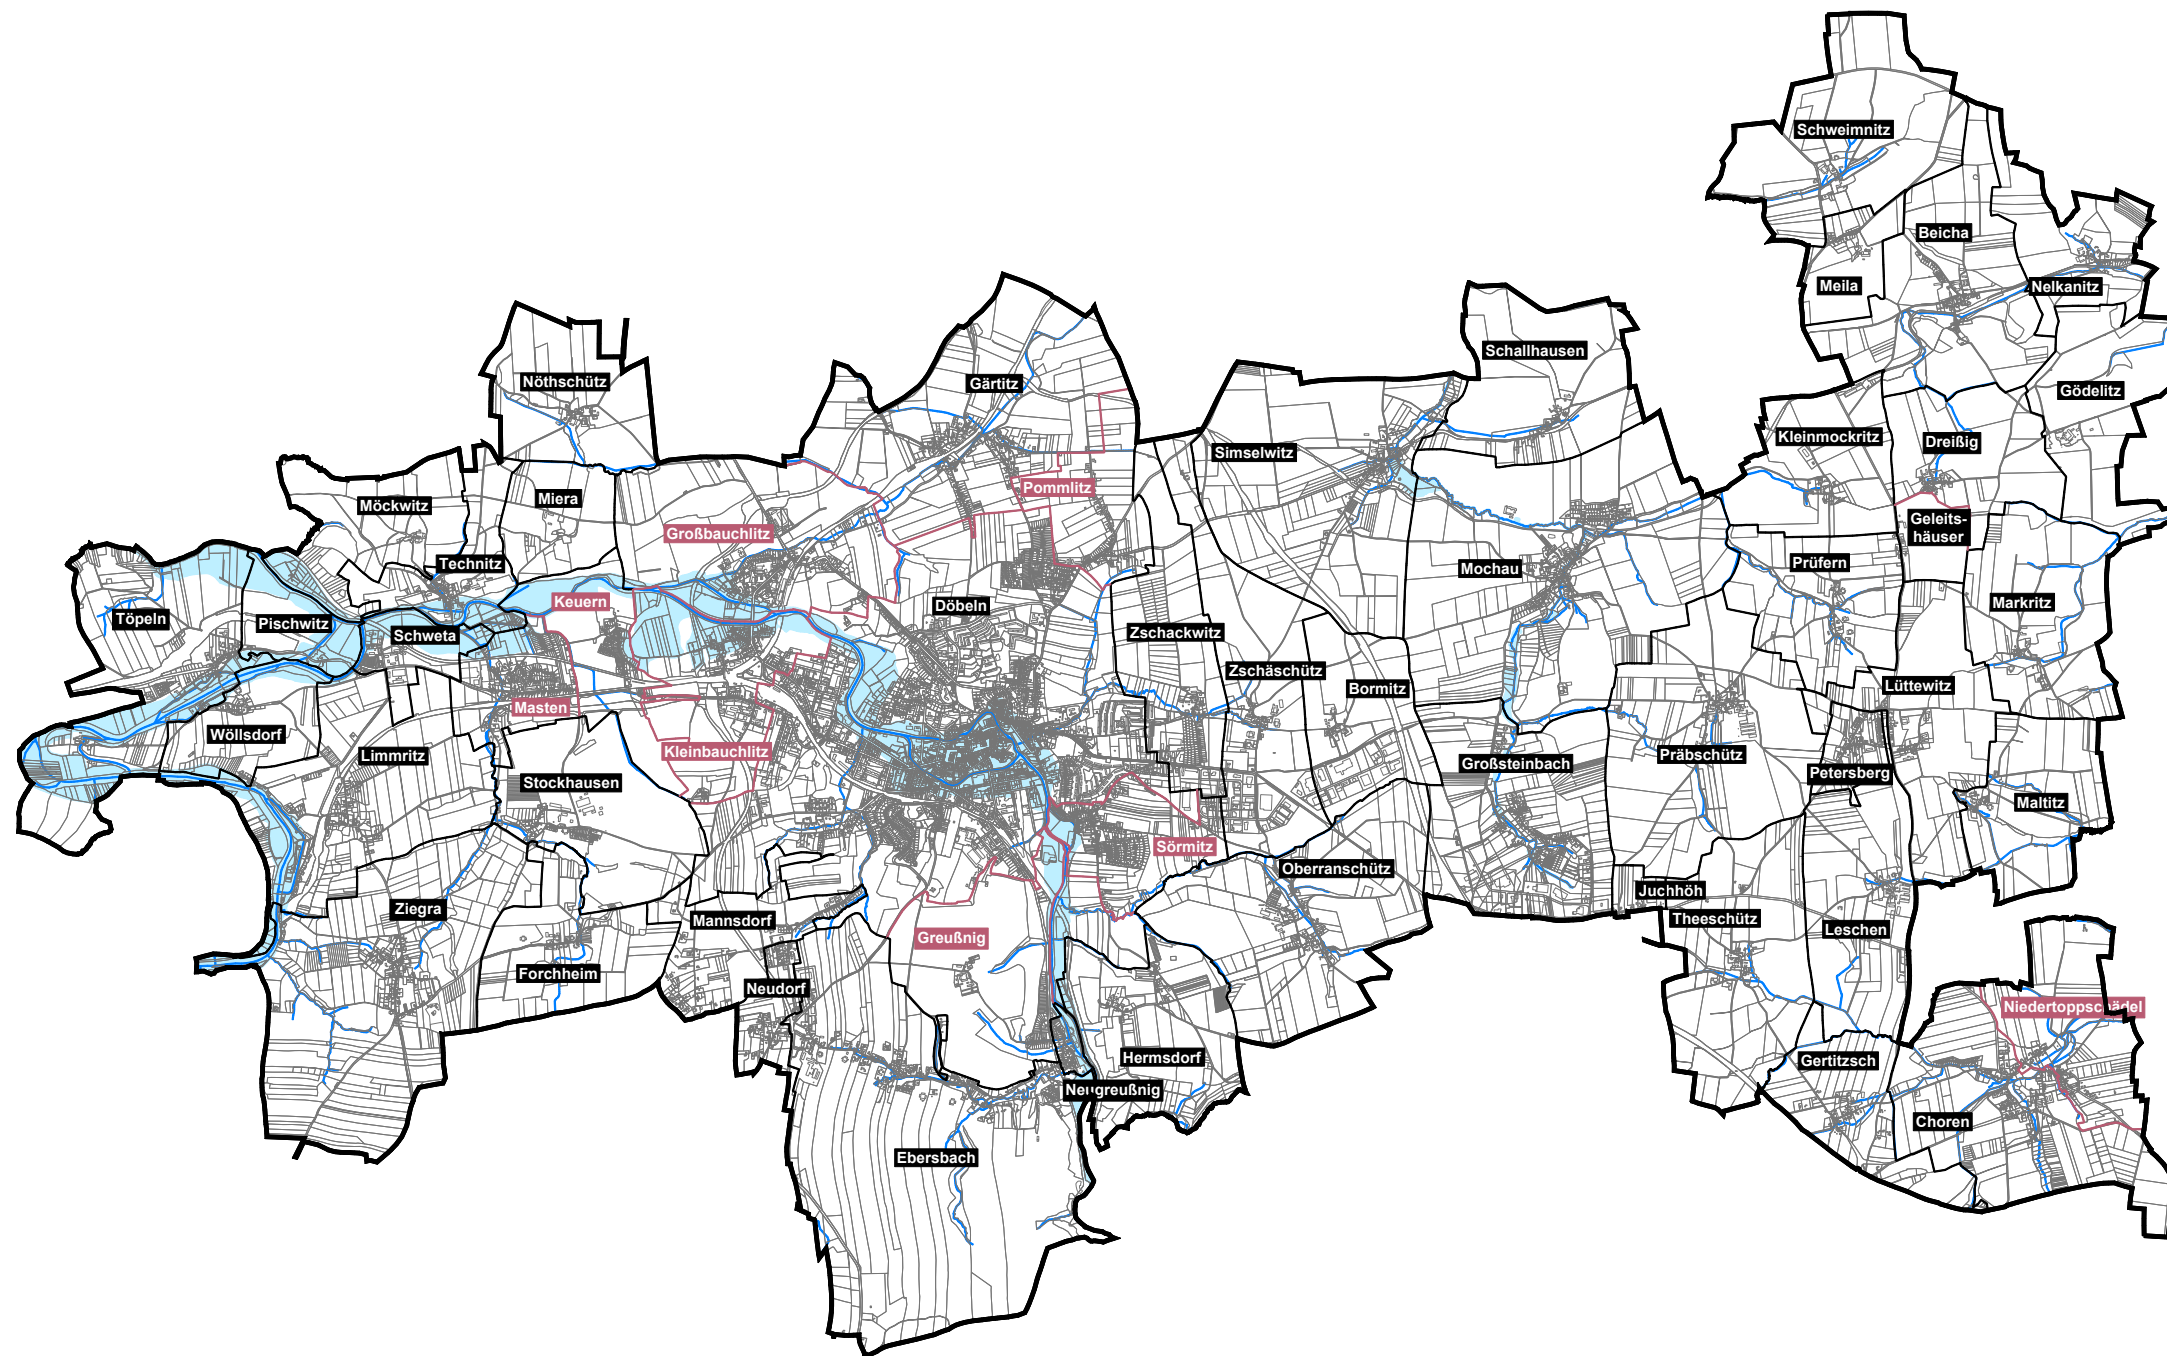 Schweimnitz
Beicha
Meila
Nelkanitz
Schallhausen
Nöthschütz
Gärtitz
Gödelitz
Kleinmockritz
Dreißig
Simselwitz
Pommlitz
Möckwitz
Miera
Großbauchlitz
Geleits-
häuser
Technitz
Mochau
Prüfern
Keuern
Döbeln
Markritz
Töpeln
Pischwitz
Schweta
Zschackwitz
Zschäschütz
Bormitz
Lüttewitz
Masten
Wöllsdorf
Limmritz
Kleinbauchlitz
Großsteinbach
Präbschütz
Petersberg
Stockhausen
Maltitz
Sörmitz
Oberranschütz
Juchhöh
Ziegra
Mannsdorf
Theeschütz
Leschen
Greußnig
Forchheim
Neudorf
Niedertoppschädel
Hermsdorf
Gertitzsch
Neugreußnig
Choren
Ebersbach